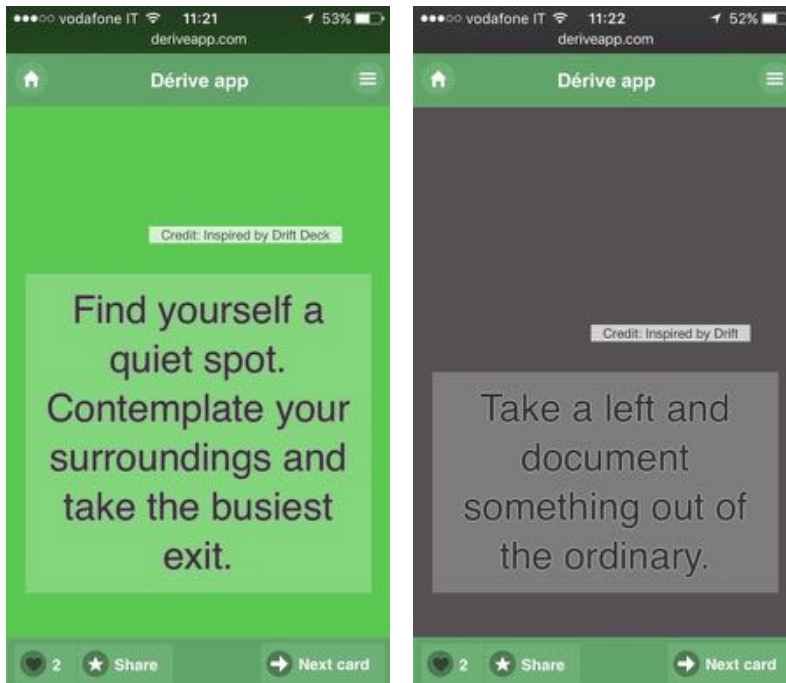 vodafone IT 11:21 53%
deriveapp.com
Dérive app
Credit: Inspired by Drift Deck
Find yourself a
quiet spot.
Contemplate your
surroundings and
take the busiest
exit.
2 Share Next card
vodafone IT 11:22 52%
deriveapp.com
Dérive app
Credit: Inspired by Drift
Take a left and
document
something out of
the ordinary.
2 Share Next card